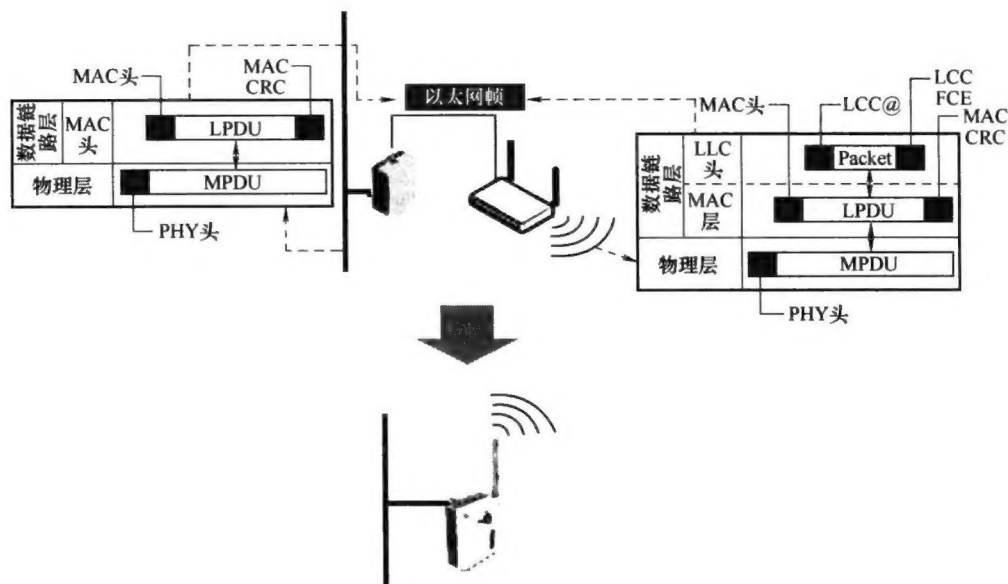 MAC头
MAC
CRC
数据链路层
MAC
头
LPDU
物理层
MPDU
PHY头
以太网帧
MAC头
LCC@
LCC
FCE
MAC
CRC
数据链路层
LLC
头
Packet
MAC
层
LPDU
物理层
MPDU
PHY头